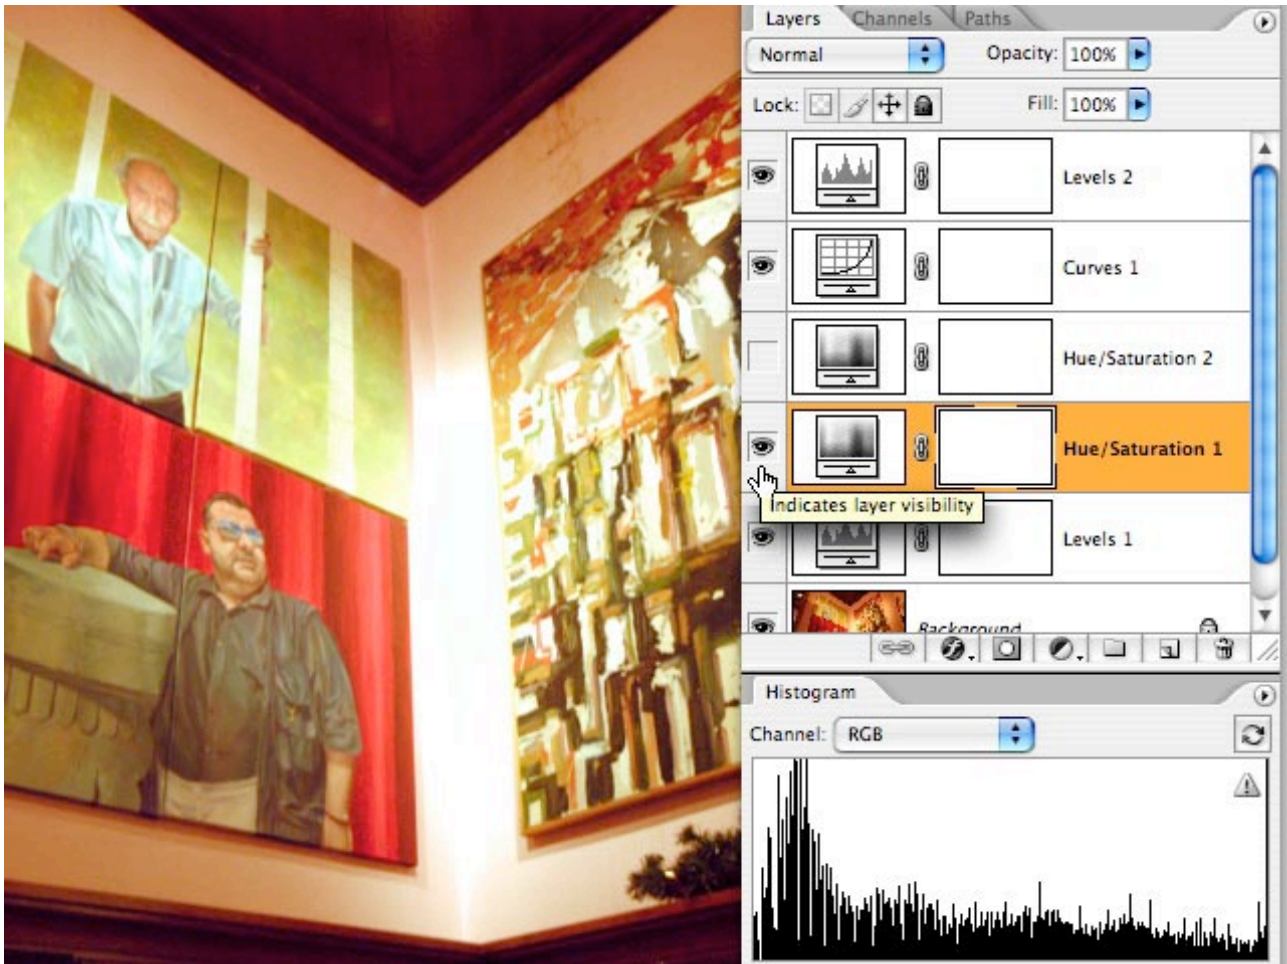 Layers Channels Paths
Normal Opacity: 100%
Lock: Fill: 100%
Levels 2
Curves 1
Hue/Saturation 2
Hue/Saturation 1
Indicates layer visibility
Levels 1
Background
Histogram
Channel: RGB